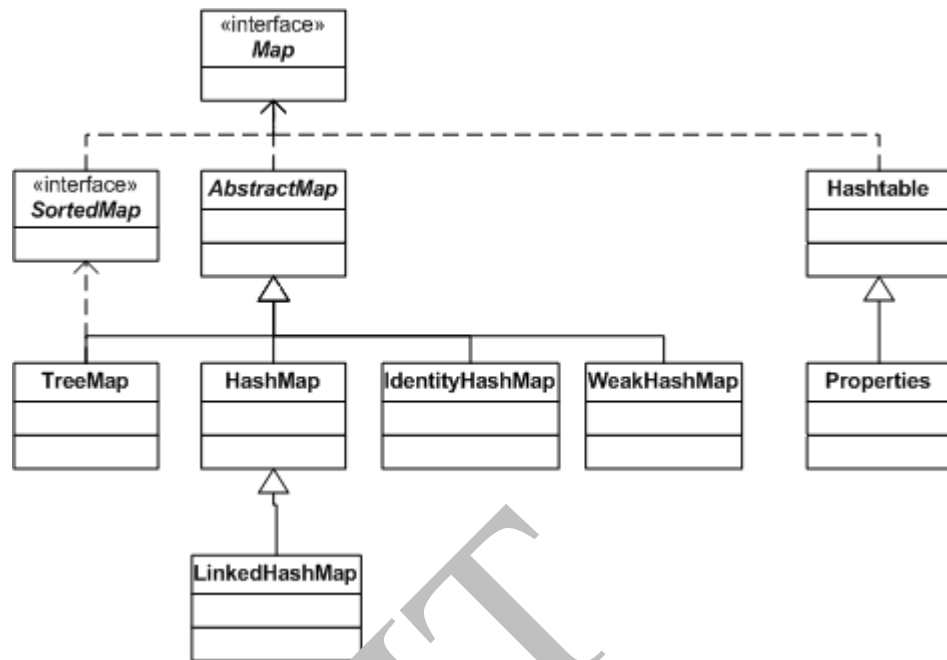 «interface»
Map
«interface»
SortedMap
AbstractMap
Hashtable
TreeMap
HashMap
IdentityHashMap
WeakHashMap
Properties
LinkedHashMap